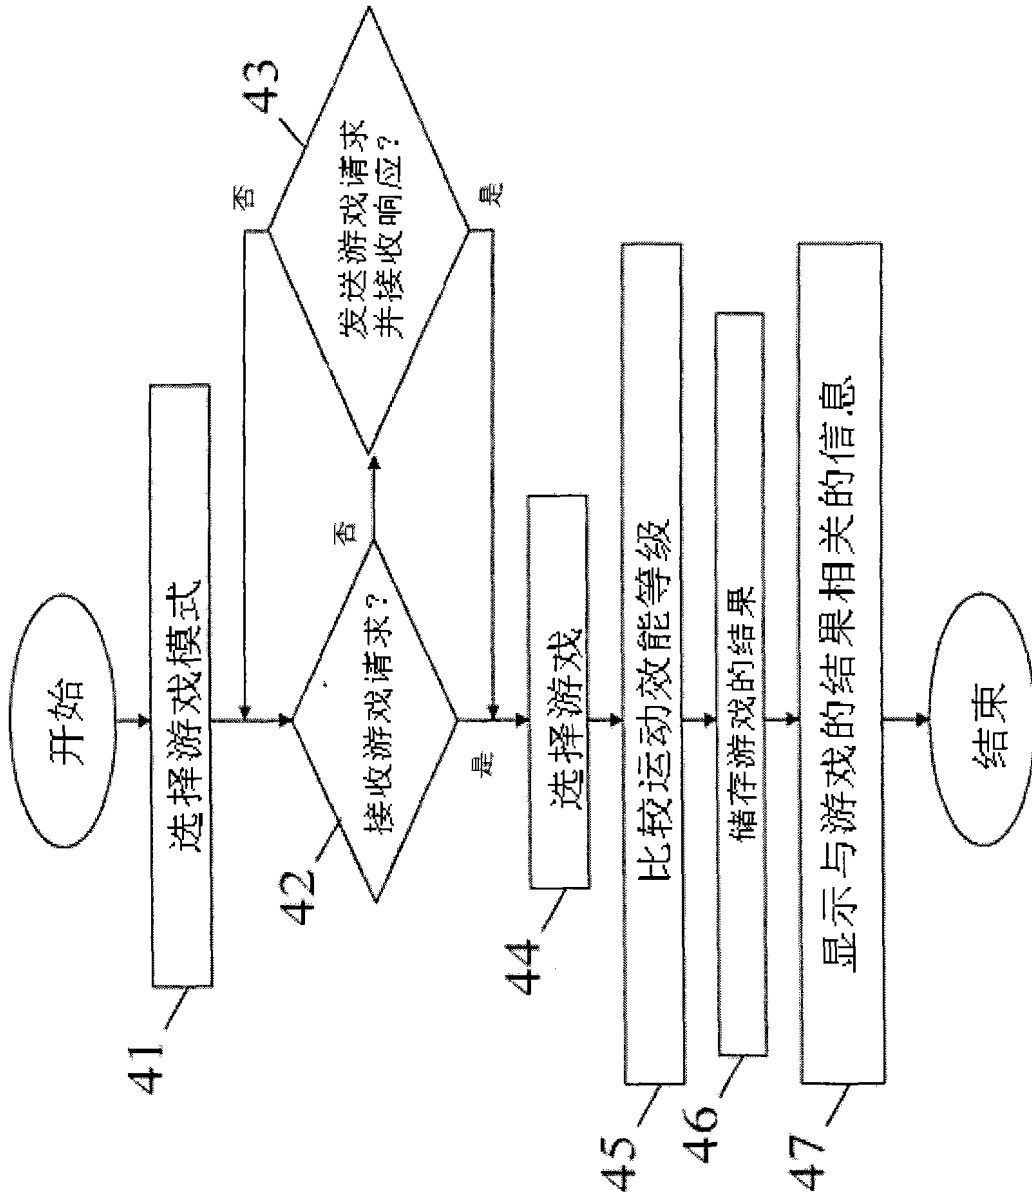 开始
选择游戏模式
41
接收游戏请求？
42
否
是
发送游戏请求
并接收响应？
43
否
是
选择游戏
44
比较运动效能等级
45
储存游戏的结果
46
显示与游戏的结果相关的信息
47
结束